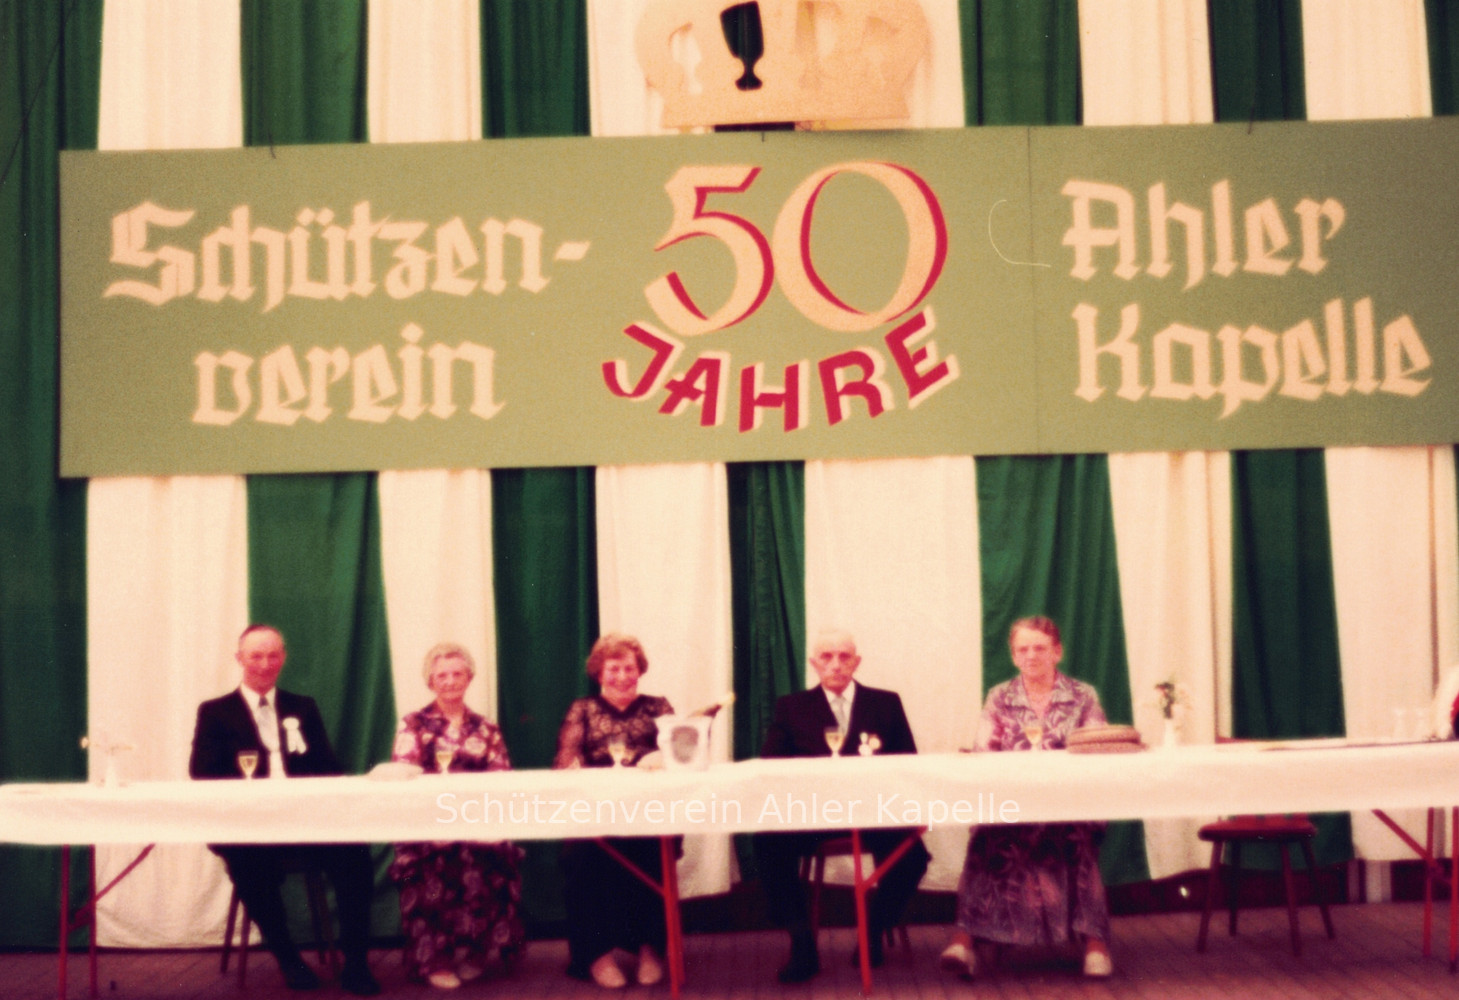 Schützen-
verein
50
JAHRE
Ahler
Kapelle
Schützenverein Ahler Kapelle